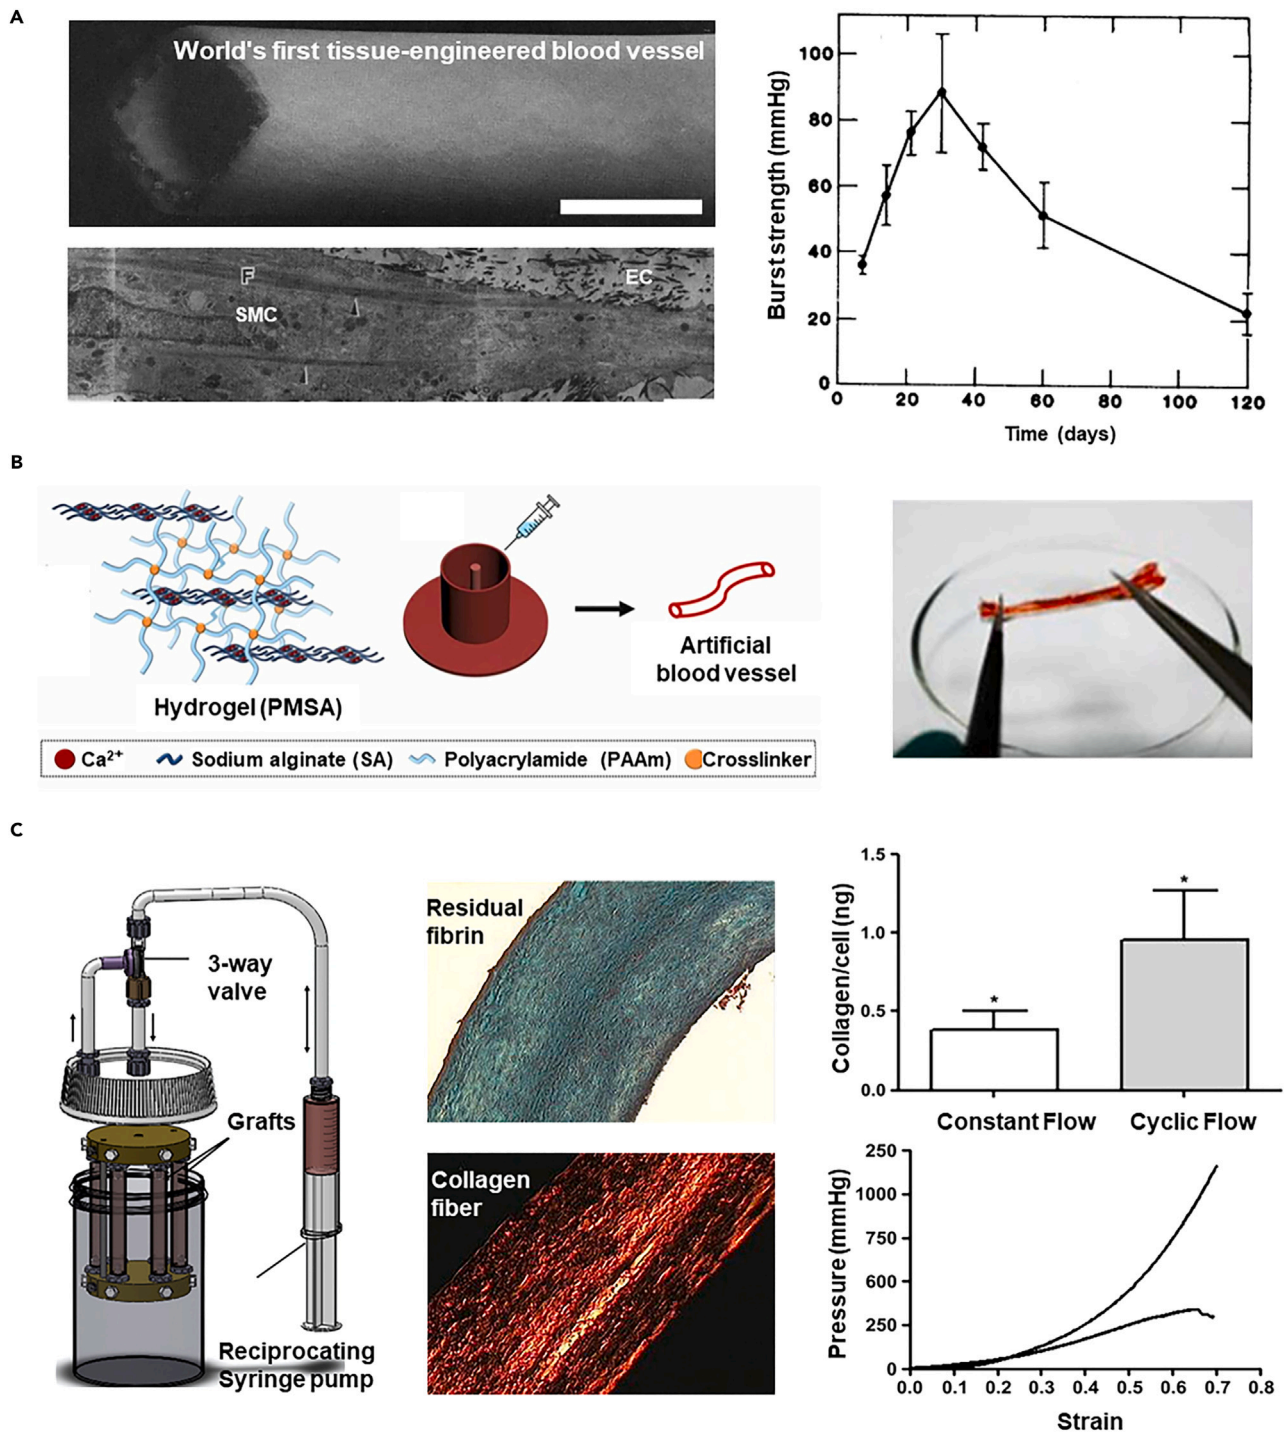 A
World's first tissue-engineered blood vessel
F
EC
SMC
100
80
60
40
20
0
Burst strength (mmHg)
0 20 40 60 80 100 120
Time (days)
B
Hydrogel (PMSA)
Artificial
blood vessel
Ca²⁺ Sodium alginate (SA) Polyacrylamide (PAAm) Crosslinker
C
3-way
valve
Grafts
Reciprocating
Syringe pump
Residual
fibrin
Collagen
fiber
1.5
1.0
0.5
0.0
Collagen/cell (ng)
*
*
Constant Flow Cyclic Flow
250
1000
750
600
250
0
Pressure (mmHg)
0.0 0.1 0.2 0.3 0.4 0.5 0.6 0.7 0.8
Strain